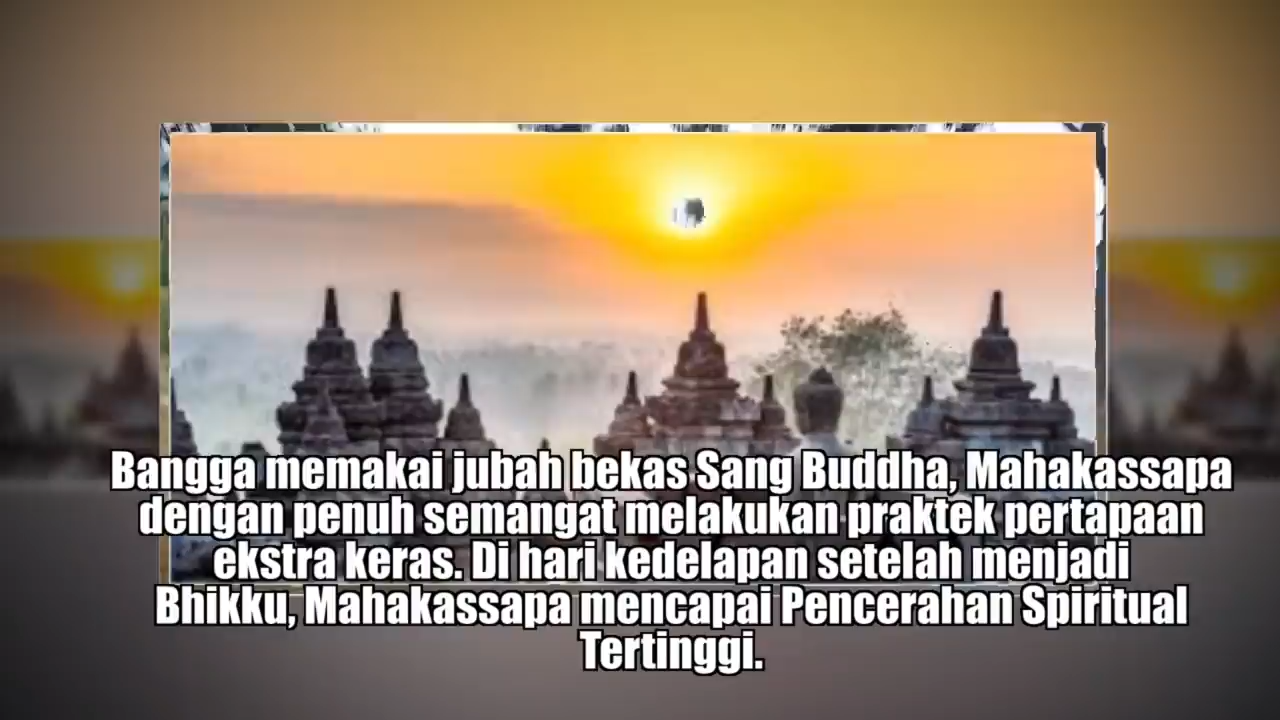 Bangga memakai jubah bekas Sang Buddha, Mahakassapa
dengan penuh semangat melakukan praktek pertapaan
ekstra keras. Di hari kedelapan setelah menjadi
Bhikku, Mahakassapa mencapai Pencerahan Spiritual
Tertinggi.